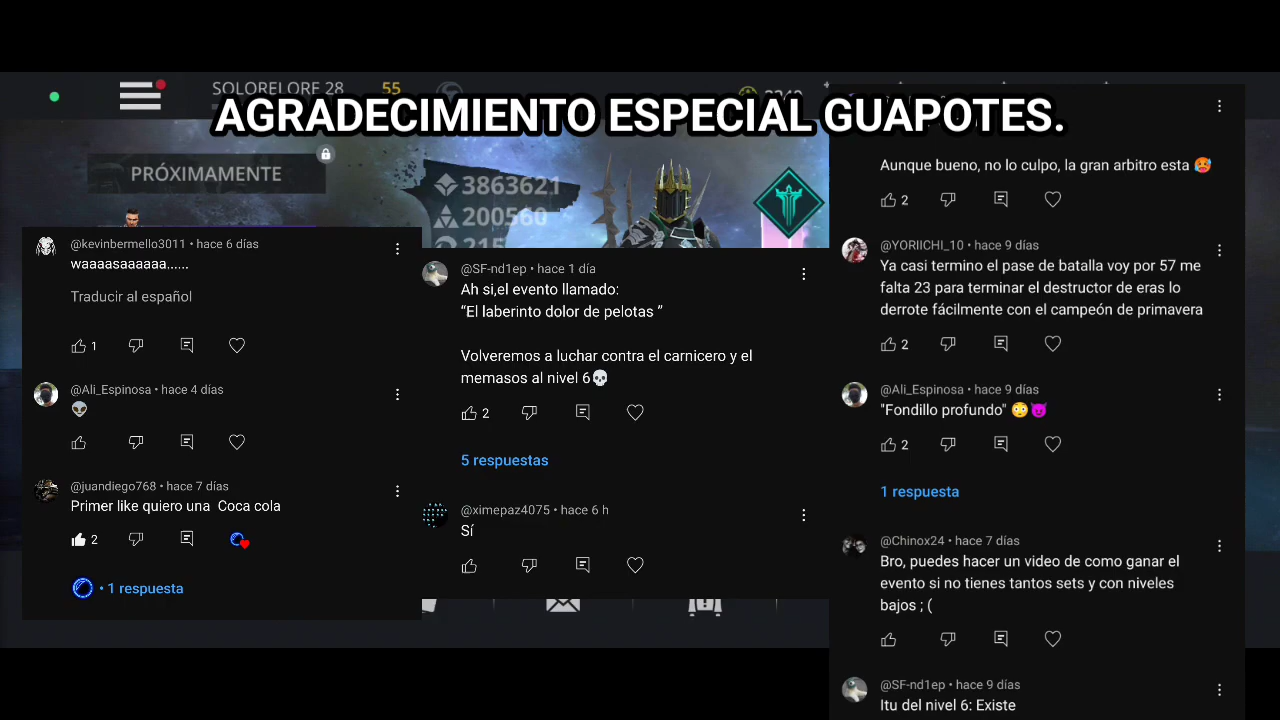 SOLORELORE 28 55
AGRADECIMIENTO ESPECIAL GUAPOTES.
PRÓXIMAMENTE
3863621
200560
@kevinbermello3011 • hace 6 días
waaaasaaaaaa......
Traducir al español
1
@Ali_Espinosa • hace 4 días
👽
@juandiego768 • hace 7 días
Primer like quiero una Coca cola
2
• 1 respuesta
@SF-nd1ep • hace 1 día
Ah si,el evento llamado:
“El laberinto dolor de pelotas ”
Volveremos a luchar contra el carnicero y el
memasos al nivel 6💀
2
5 respuestas
@ximepaz4075 • hace 6 h
Sí
Aunque bueno, no lo culpo, la gran arbitro esta 🥵
2
@YORIICHI_10 • hace 9 días
Ya casi termino el pase de batalla voy por 57 me
falta 23 para terminar el destructor de eras lo
derrote fácilmente con el campeón de primavera
2
@Ali_Espinosa • hace 9 días
"Fondillo profundo" 😳😈
2
1 respuesta
@Chinox24 • hace 7 días
Bro, puedes hacer un video de como ganar el
evento si no tienes tantos sets y con niveles
bajos ; (
@SF-nd1ep • hace 9 días
Itu del nivel 6: Existe